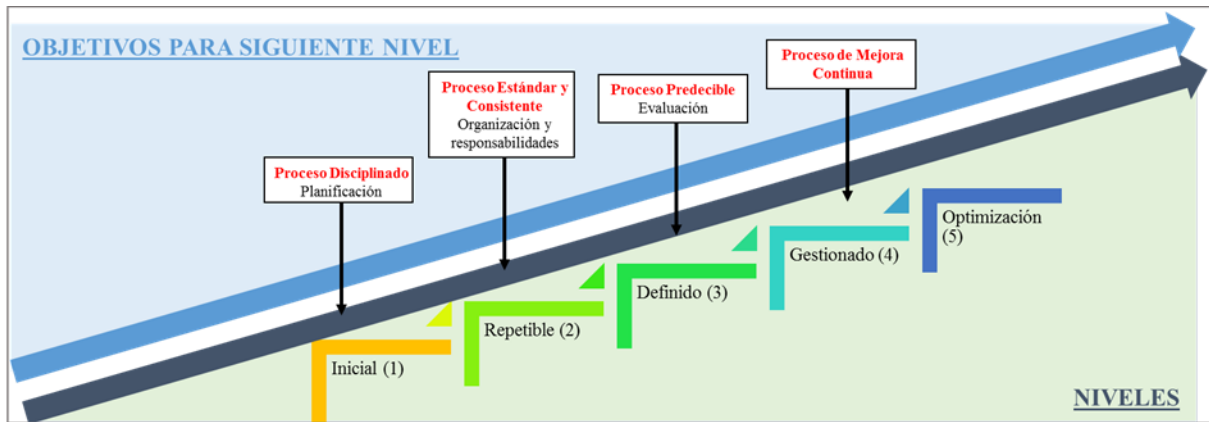 OBJETIVOS PARA SIGUIENTE NIVEL
Proceso de Mejora
Continua
Proceso Estándar y
Consistente
Organización y
responsabilidades
Proceso Predecible
Evaluación
Proceso Disciplinado
Planificación
Optimización
(5)
Gestionado (4)
Definido (3)
Repetible (2)
Inicial (1)
NIVELES